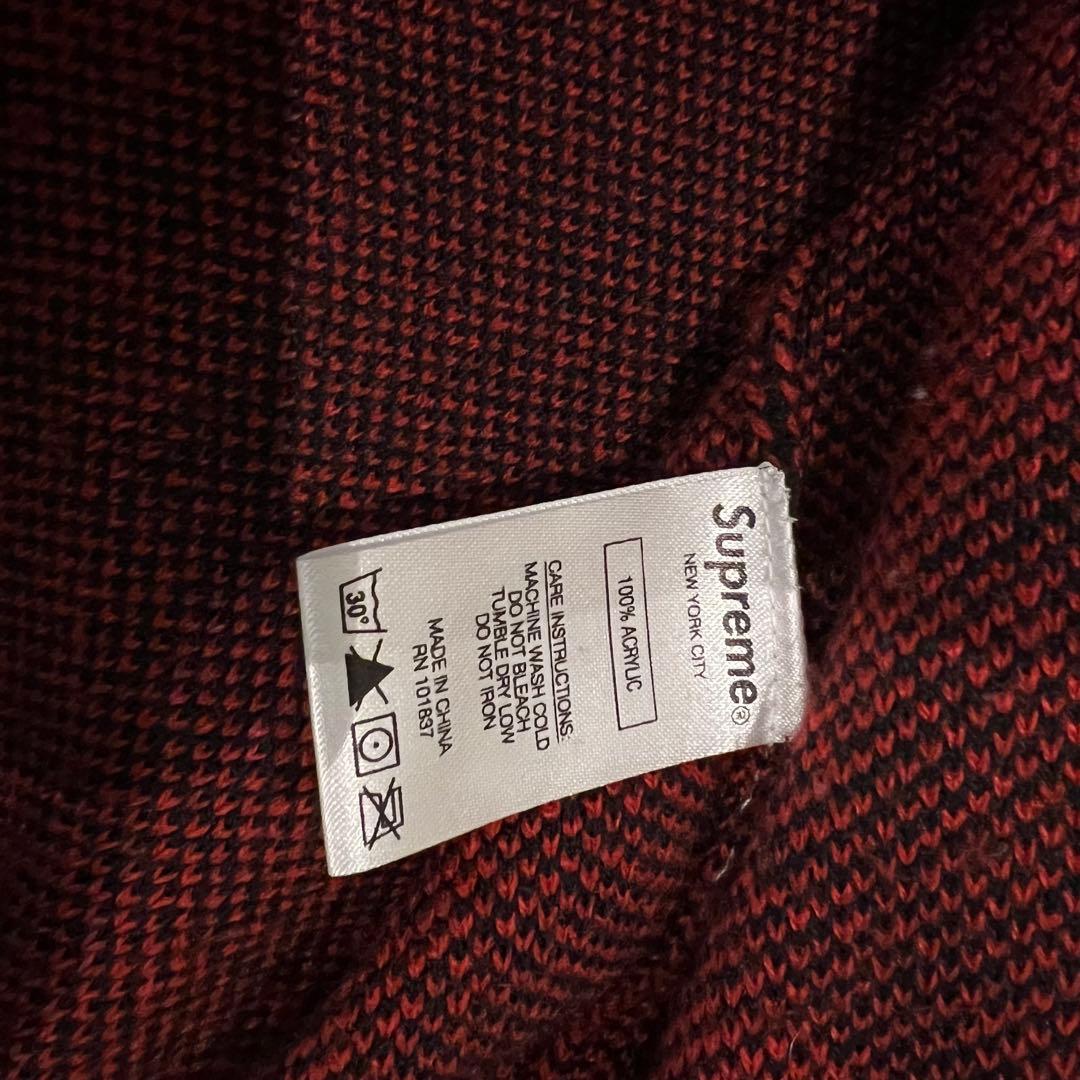 Supreme®
NEW YORK CITY
100% ACRYLIC
CARE INSTRUCTIONS:
MACHINE WASH COLD
DO NOT BLEACH
TUMBLE DRY LOW
DO NOT IRON
MADE IN CHINA
RN 101837
30°